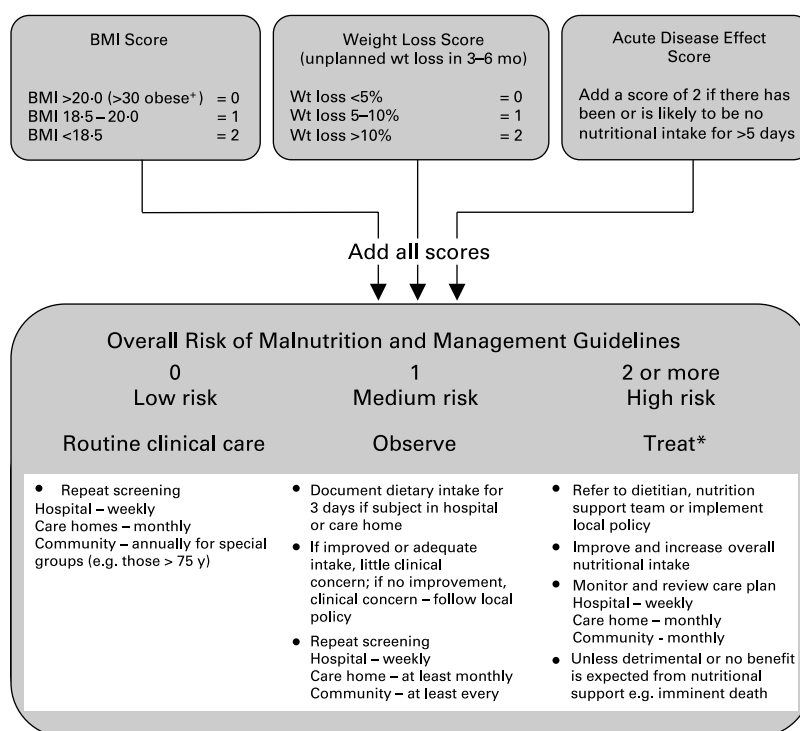 BMI Score
BMI >20·0 (>30 obese⁺) = 0
BMI 18·5–20·0 = 1
BMI <18·5 = 2
Weight Loss Score
(unplanned wt loss in 3–6 mo)
Wt loss <5% = 0
Wt loss 5–10% = 1
Wt loss >10% = 2
Acute Disease Effect
Score
Add a score of 2 if there has
been or is likely to be no
nutritional intake for >5 days
Add all scores
Overall Risk of Malnutrition and Management Guidelines
0
Low risk
Routine clinical care
• Repeat screening
Hospital – weekly
Care homes – monthly
Community – annually for special
groups (e.g. those > 75 y)
1
Medium risk
Observe
• Document dietary intake for
3 days if subject in hospital
or care home
• If improved or adequate
intake, little clinical
concern; if no improvement,
clinical concern – follow local
policy
• Repeat screening
Hospital – weekly
Care home – at least monthly
Community – at least every
2 or more
High risk
Treat*
• Refer to dietitian, nutrition
support team or implement
local policy
• Improve and increase overall
nutritional intake
• Monitor and review care plan
Hospital – weekly
Care home – monthly
Community - monthly
• Unless detrimental or no benefit
is expected from nutritional
support e.g. imminent death